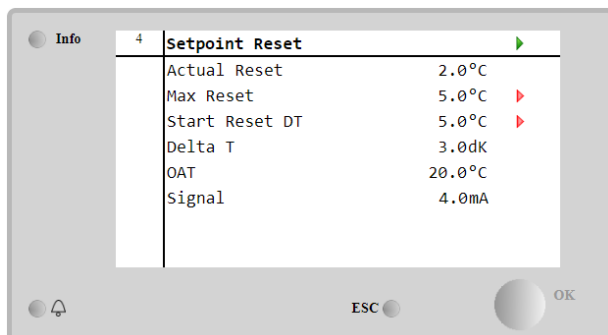 Info
4 Setpoint Reset
Actual Reset 2.0°C
Max Reset 5.0°C
Start Reset DT 5.0°C
Delta T 3.0dK
OAT 20.0°C
Signal 4.0mA
ESC
OK